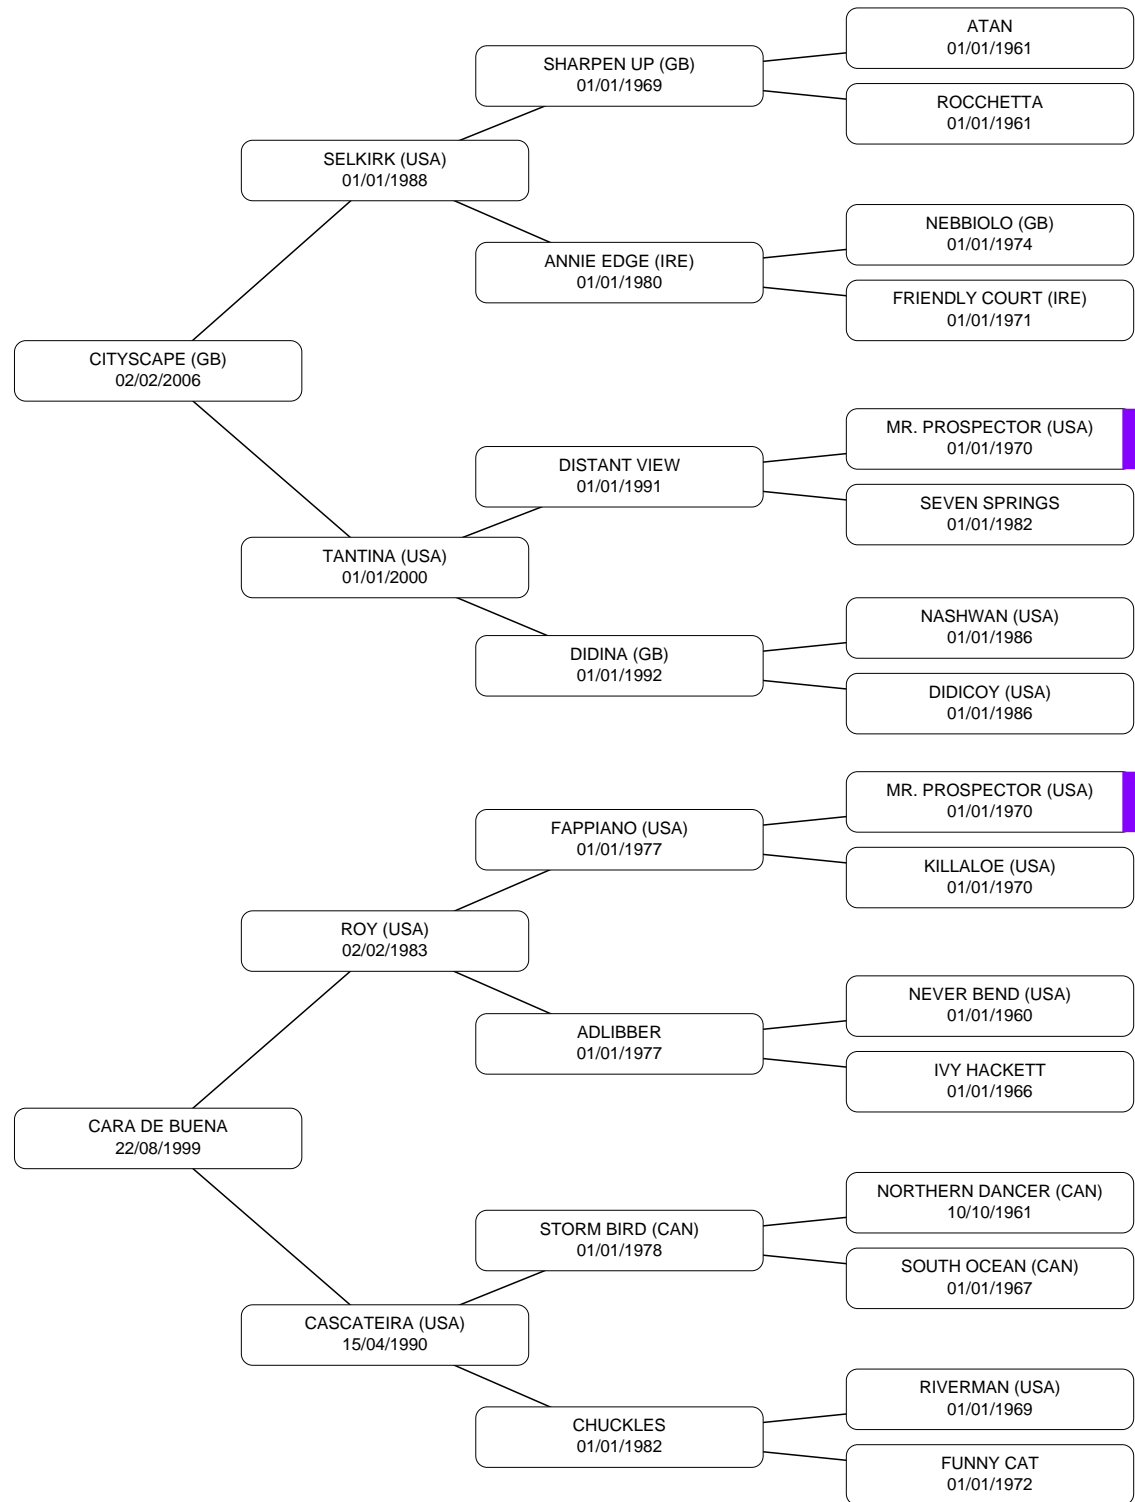 ATAN
01/01/1961
SHARPEN UP (GB)
01/01/1969
ROCCHETTA
01/01/1961
SELKIRK (USA)
01/01/1988
NEBBIOLO (GB)
01/01/1974
ANNIE EDGE (IRE)
01/01/1980
FRIENDLY COURT (IRE)
01/01/1971
CITYSCAPE (GB)
02/02/2006
MR. PROSPECTOR (USA)
01/01/1970
DISTANT VIEW
01/01/1991
SEVEN SPRINGS
01/01/1982
TANTINA (USA)
01/01/2000
NASHWAN (USA)
01/01/1986
DIDINA (GB)
01/01/1992
DIDICOY (USA)
01/01/1986
MR. PROSPECTOR (USA)
01/01/1970
FAPPIANO (USA)
01/01/1977
KILLALOE (USA)
01/01/1970
ROY (USA)
02/02/1983
NEVER BEND (USA)
01/01/1960
ADLIBBER
01/01/1977
IVY HACKETT
01/01/1966
CARA DE BUENA
22/08/1999
NORTHERN DANCER (CAN)
10/10/1961
STORM BIRD (CAN)
01/01/1978
SOUTH OCEAN (CAN)
01/01/1967
CASCATEIRA (USA)
15/04/1990
RIVERMAN (USA)
01/01/1969
CHUCKLES
01/01/1982
FUNNY CAT
01/01/1972